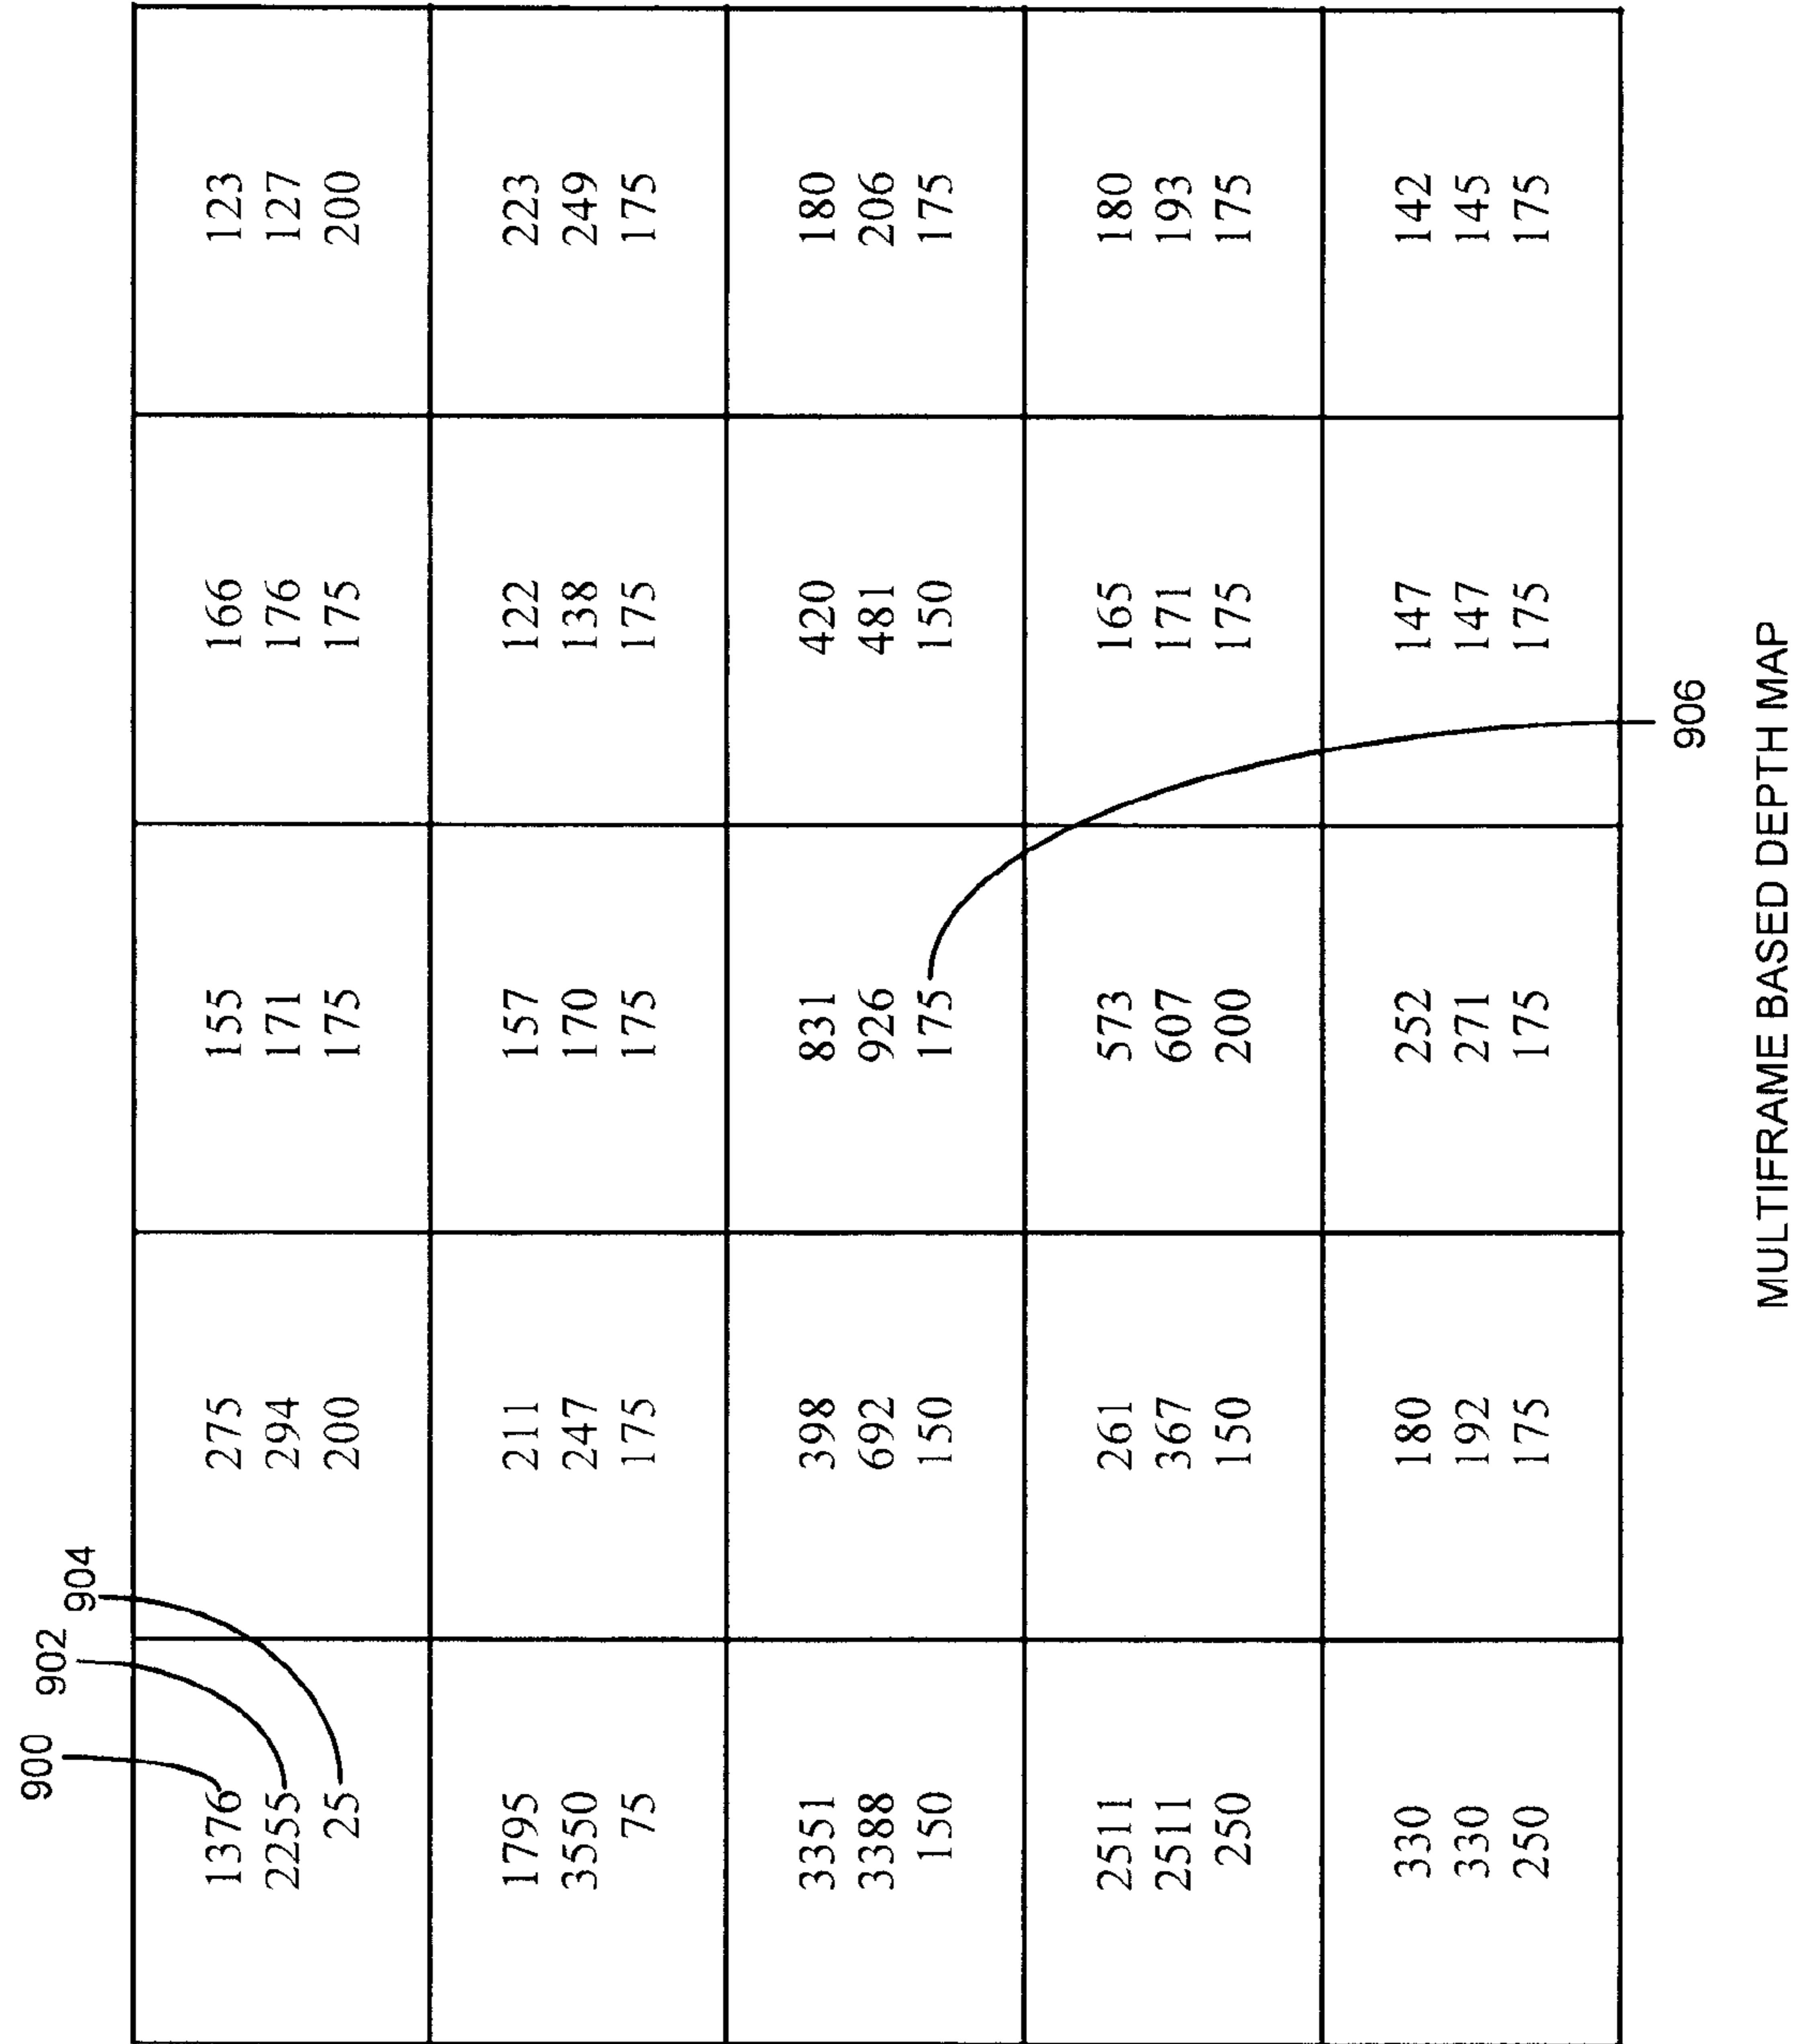 900 902 904
1376 275 155 166 123
2255 294 171 176 127
25 200 175 175 200
1795 211 157 122 223
3550 247 170 138 249
75 175 175 175 175
3351 398 831 420 180
3388 692 926 481 206
150 150 175 150 175
2511 261 573 165 180
2511 367 607 171 193
250 150 200 175 175
330 180 252 147 142
330 192 271 147 145
250 175 175 175 175
906
MULTIFRAME BASED DEPTH MAP